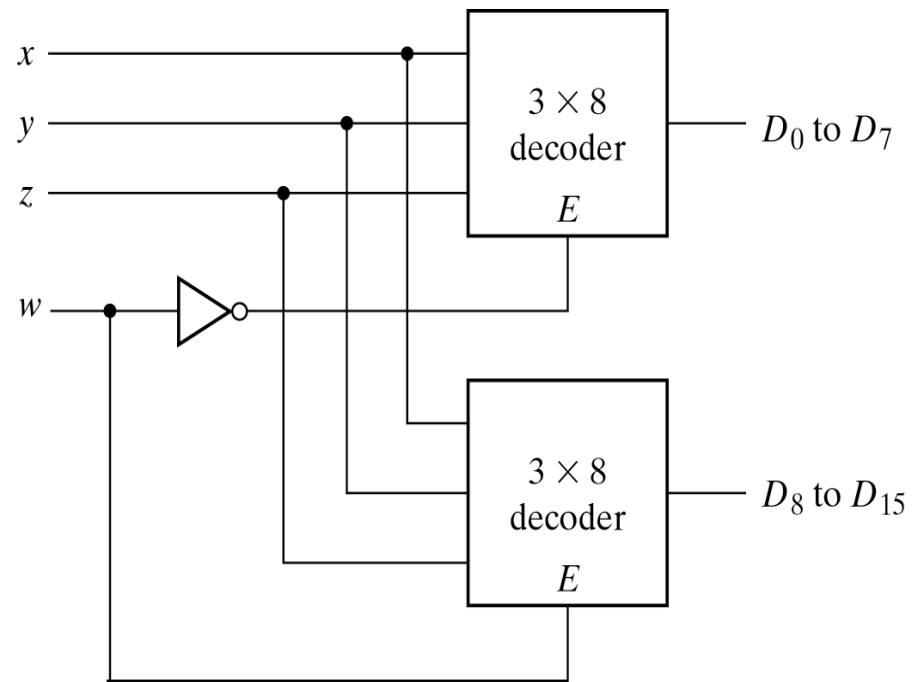 x
y
z
w
3 × 8
decoder
E
D₀ to D₇
3 × 8
decoder
E
D₈ to D₁₅